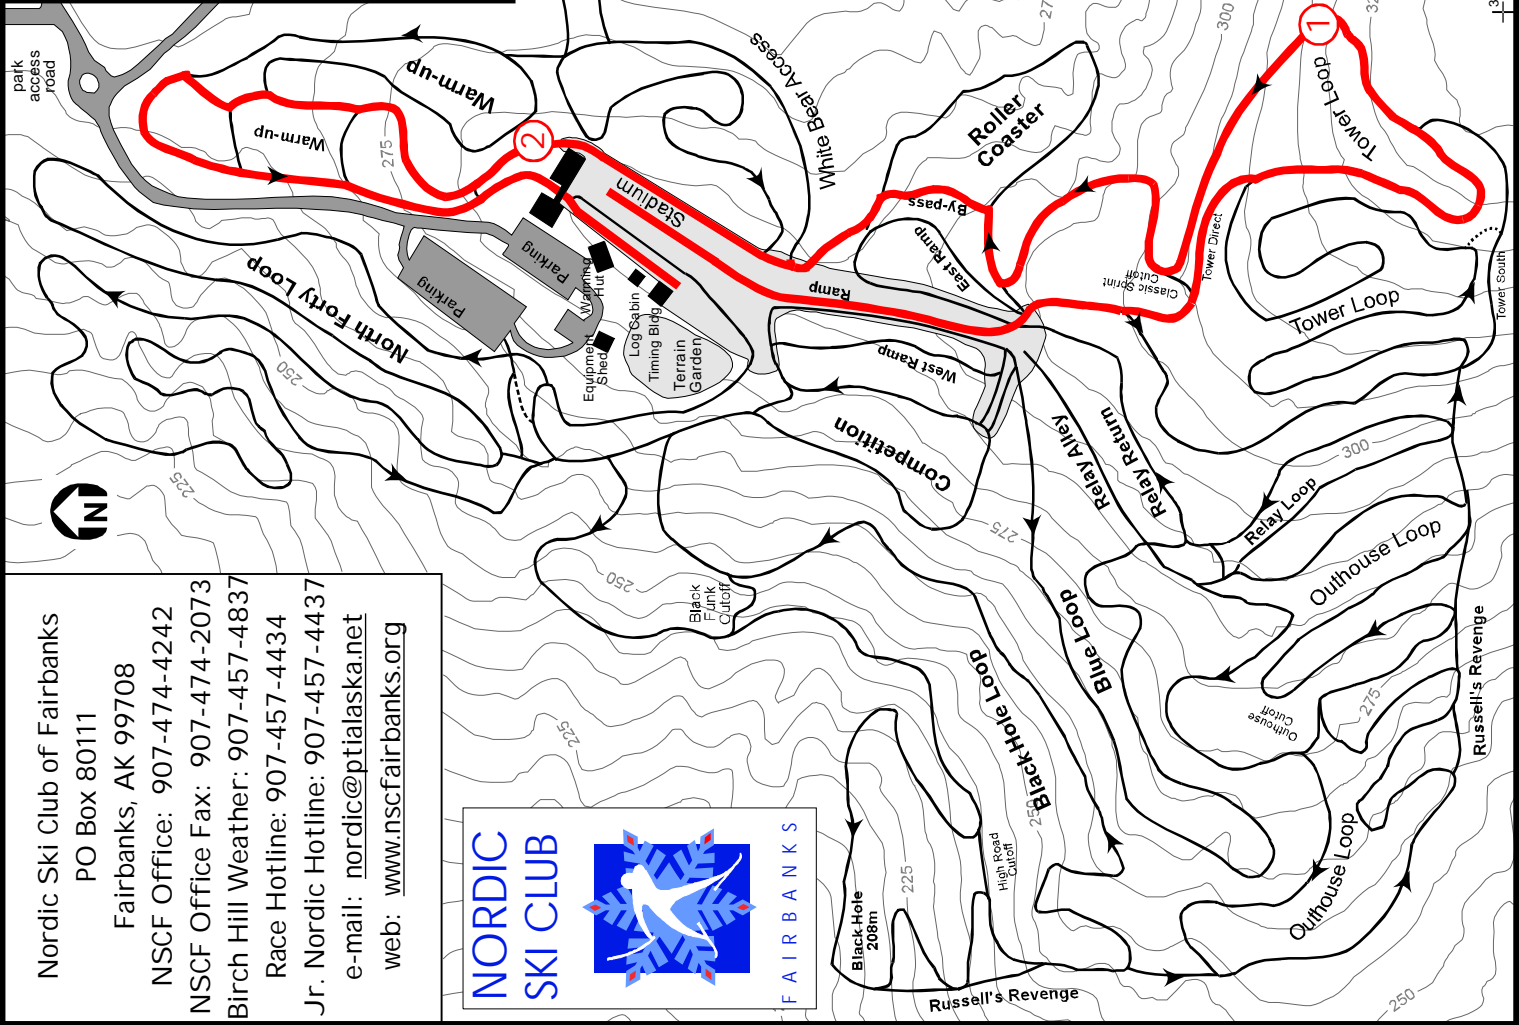 park
access
road
Warm-up
Warm-up
275
2
Stadium
White Bear Access
Roller
Coaster
By-pass
East Ramp
Ramp
West Ramp
Competition
1
Tower Loop
300
Tower Direct
Classic Sprint
Cutoff
Tower Loop
Tower South
Parking
Parking
Warming
Hut
Equipment
Shed
Log Cabin
Timing Bldg
Terrain
Garden
North Forty Loop
250
225
N
250
Black
Funk
Cutoff
275
Relay Alley
Relay Return
300
Relay Loop
Outhouse Loop
Blue Loop
Black Hole Loop
Outhouse
Cutoff
275
Russell's Revenge
225
250
High Road
Cutoff
225
Black Hole
208m
Outhouse Loop
Russell's Revenge
250
Nordic Ski Club of Fairbanks
PO Box 80111
Fairbanks, AK 99708
NSCF Office: 907-474-4242
NSCF Office Fax: 907-474-2073
Birch Hill Weather: 907-457-4837
Race Hotline: 907-457-4434
Jr. Nordic Hotline: 907-457-4437
e-mail: nordic@ptialaska.net
web: www.nscfairbanks.org
NORDIC
SKI CLUB
FAIRBANKS